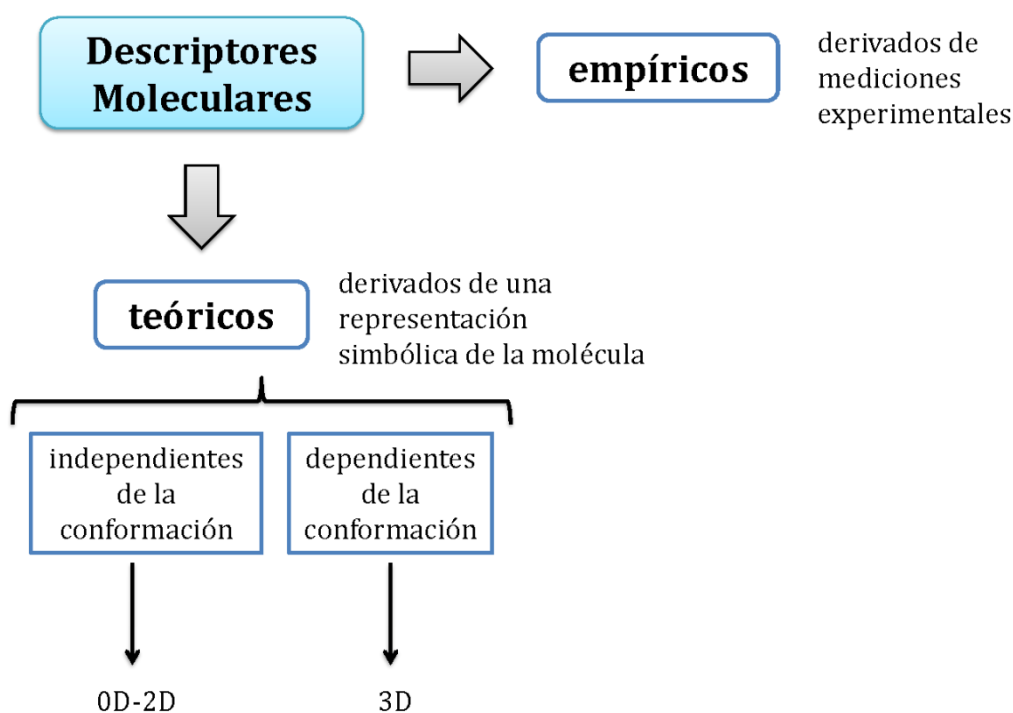 Descriptores
Moleculares
empíricos
derivados de
mediciones
experimentales
teóricos
derivados de una
representación
simbólica de la molécula
independientes
de la
conformación
dependientes
de la
conformación
0D-2D
3D